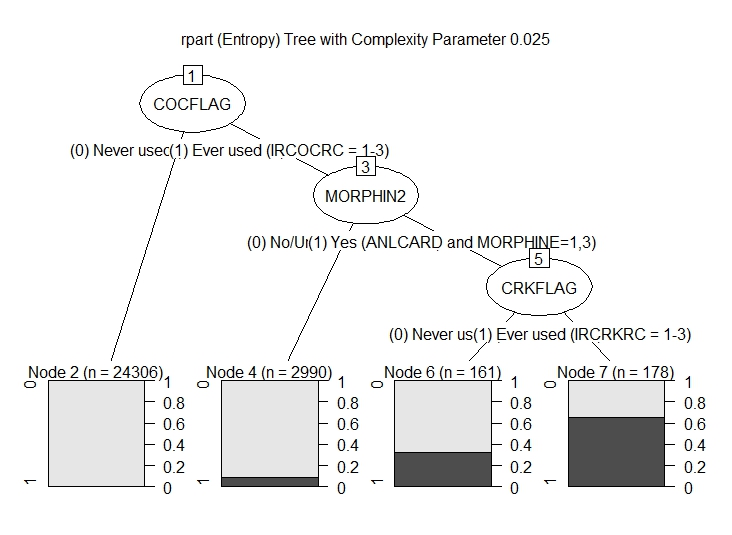 rpart (Entropy) Tree with Complexity Parameter 0.025
1
COCFLAG
(0) Never used (1) Ever used (IRCOCRC = 1-3)
3
MORPHIN2
(0) No/U (1) Yes (ANLCARD and MORPHINE=1,3)
5
CRKFLAG
(0) Never us (1) Ever used (IRCRKRC = 1-3)
Node 2 (n = 24306) Node 4 (n = 2990) Node 6 (n = 161) Node 7 (n = 178)
0 1 0 1 0 1 0 1
0.8 0.8 0.8 0.8
0.6 0.6 0.6 0.6
0.4 0.4 0.4 0.4
0.2 0.2 0.2 0.2
1 0 1 0 1 0 1 0